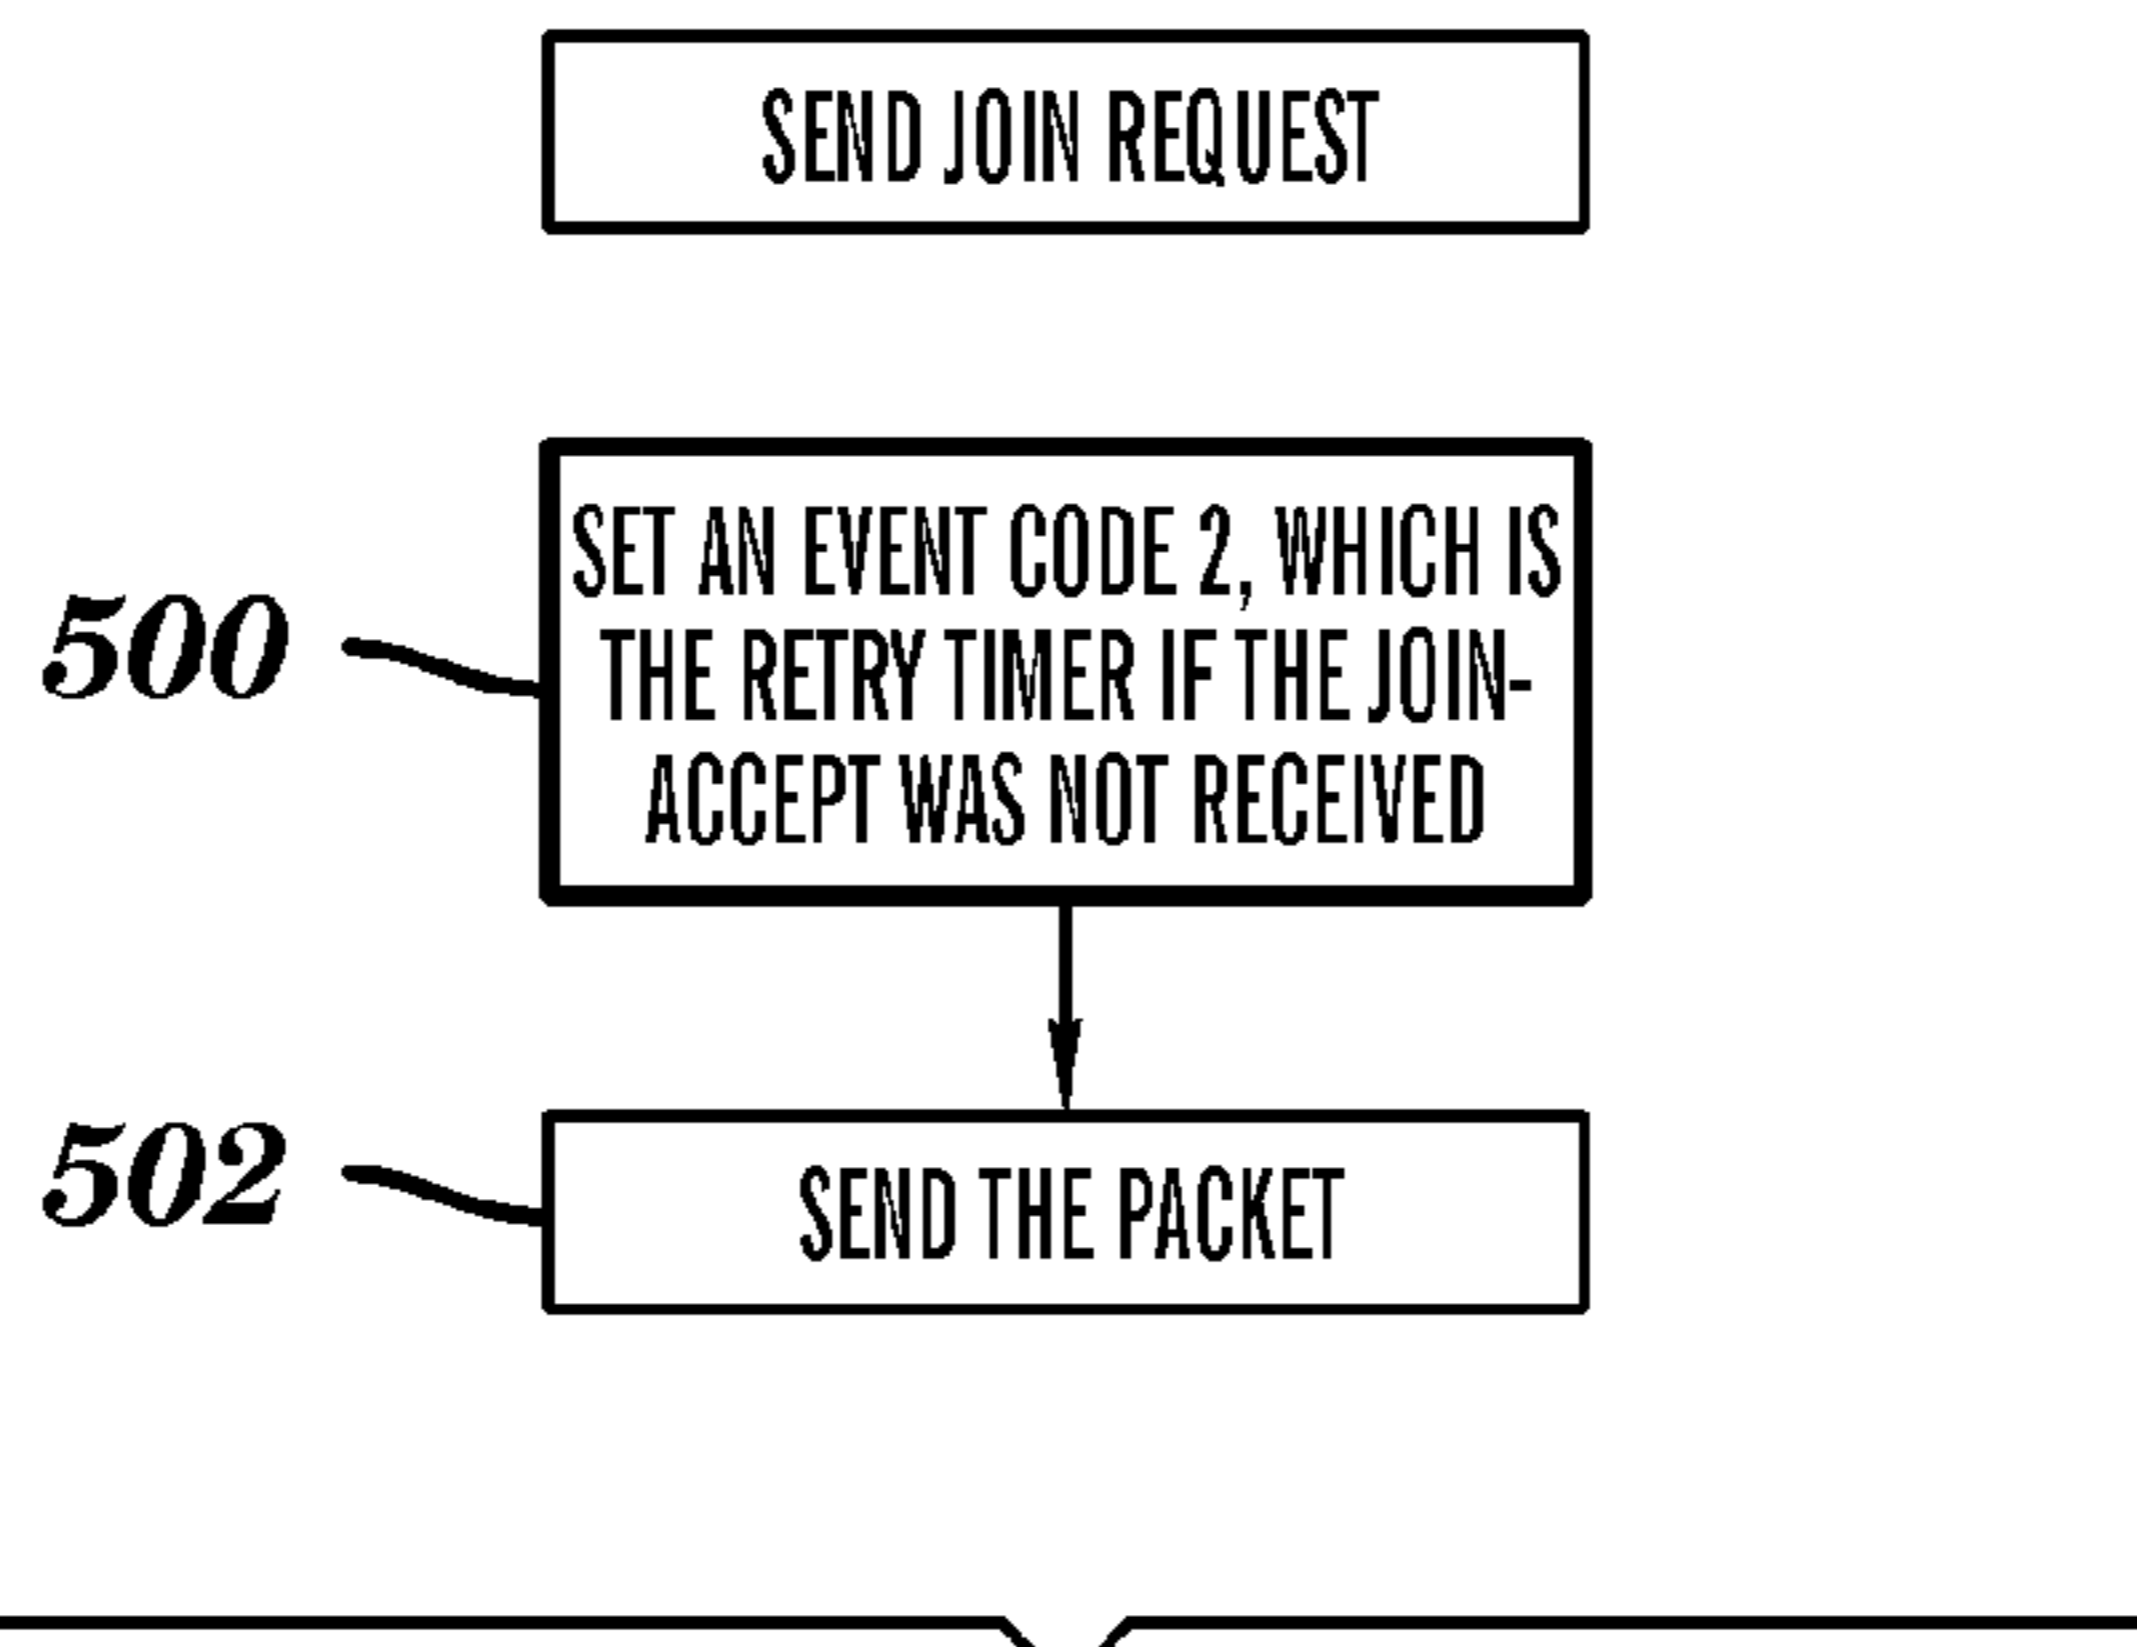 SEND JOIN REQUEST
500
SET AN EVENT CODE 2, WHICH IS
THE RETRY TIMER IF THE JOIN-
ACCEPT WAS NOT RECEIVED
502
SEND THE PACKET